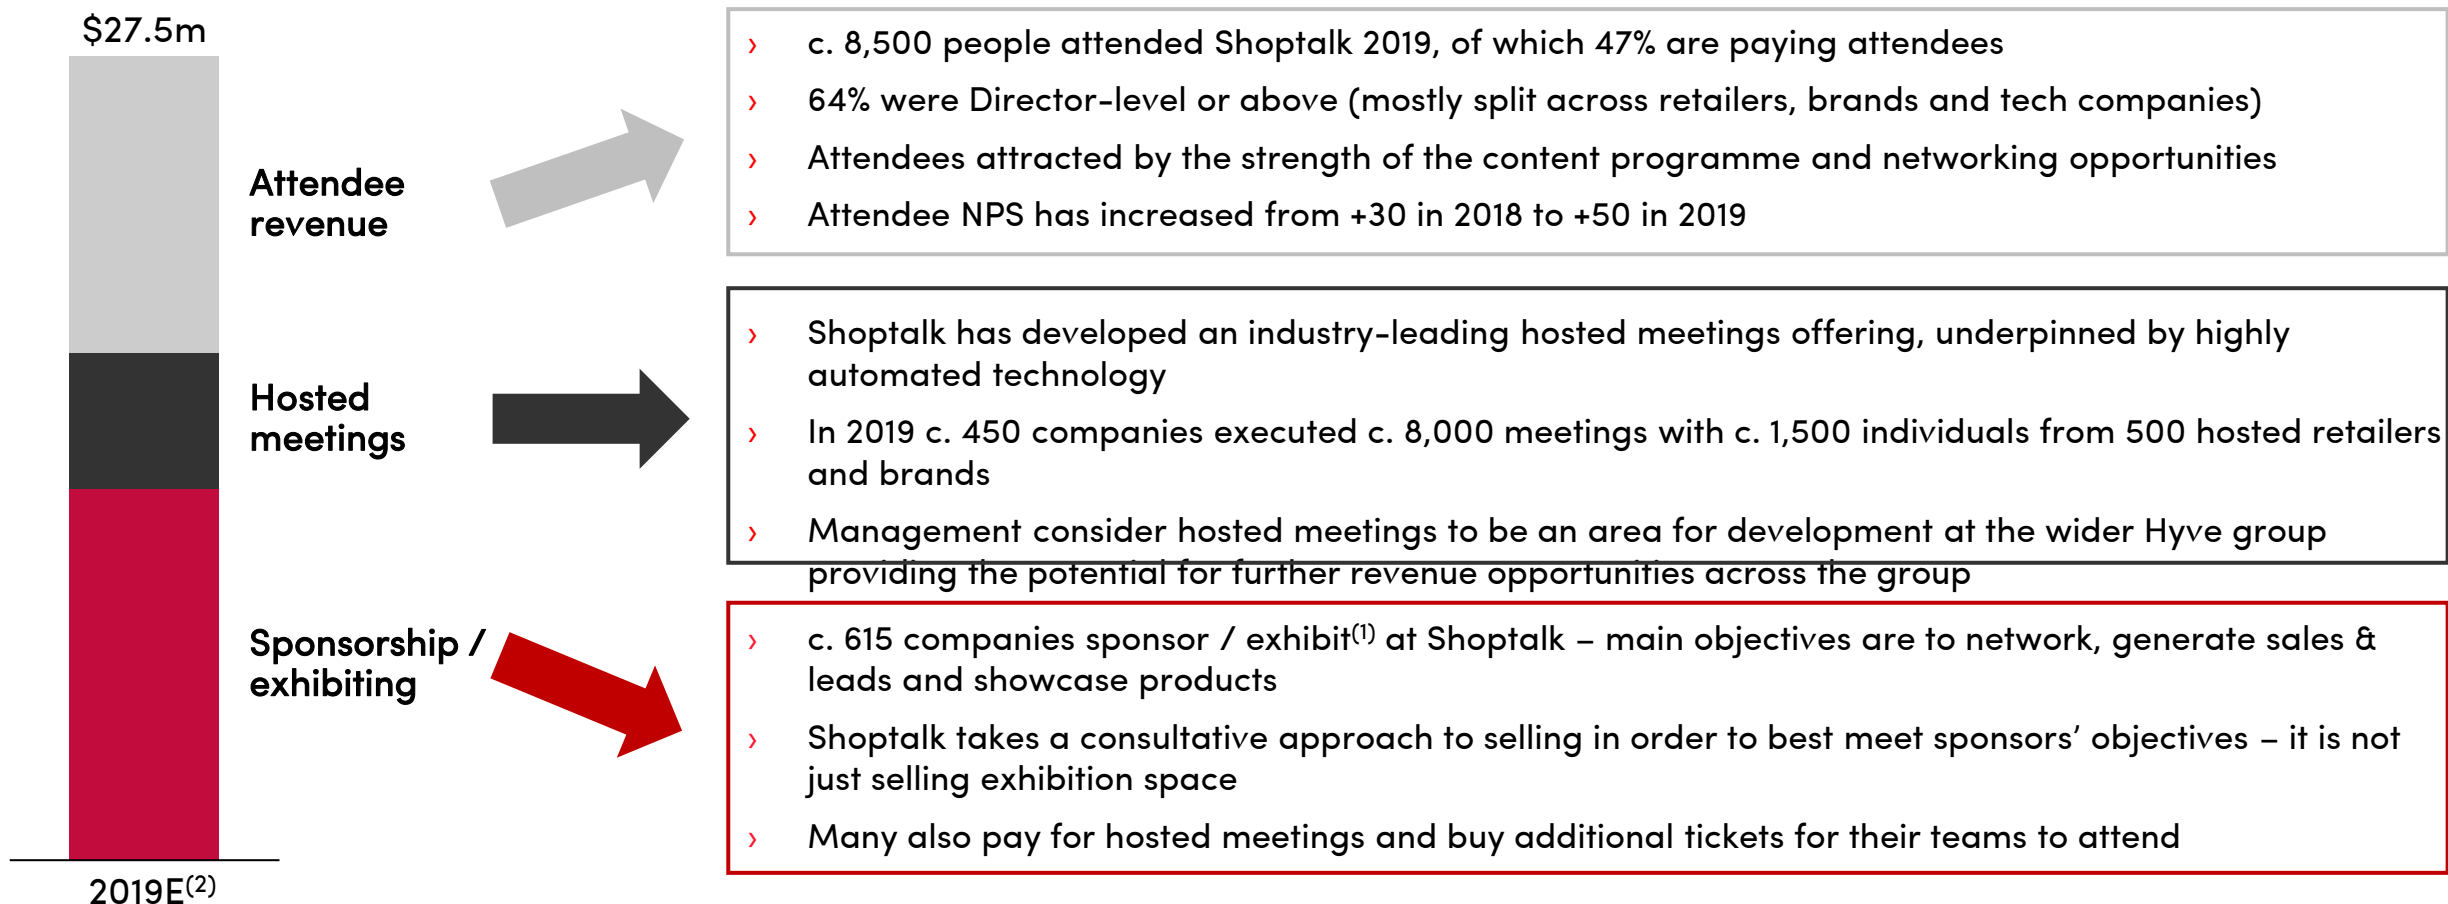 $27.5m
Attendee
revenue
Hosted
meetings
Sponsorship /
exhibiting
2019E(2)
› c. 8,500 people attended Shoptalk 2019, of which 47% are paying attendees
› 64% were Director-level or above (mostly split across retailers, brands and tech companies)
› Attendees attracted by the strength of the content programme and networking opportunities
› Attendee NPS has increased from +30 in 2018 to +50 in 2019
› Shoptalk has developed an industry-leading hosted meetings offering, underpinned by highly
automated technology
› In 2019 c. 450 companies executed c. 8,000 meetings with c. 1,500 individuals from 500 hosted retailers
and brands
› Management consider hosted meetings to be an area for development at the wider Hyve group
providing the potential for further revenue opportunities across the group
› c. 615 companies sponsor / exhibit(1) at Shoptalk – main objectives are to network, generate sales &
leads and showcase products
› Shoptalk takes a consultative approach to selling in order to best meet sponsors’ objectives – it is not
just selling exhibition space
› Many also pay for hosted meetings and buy additional tickets for their teams to attend